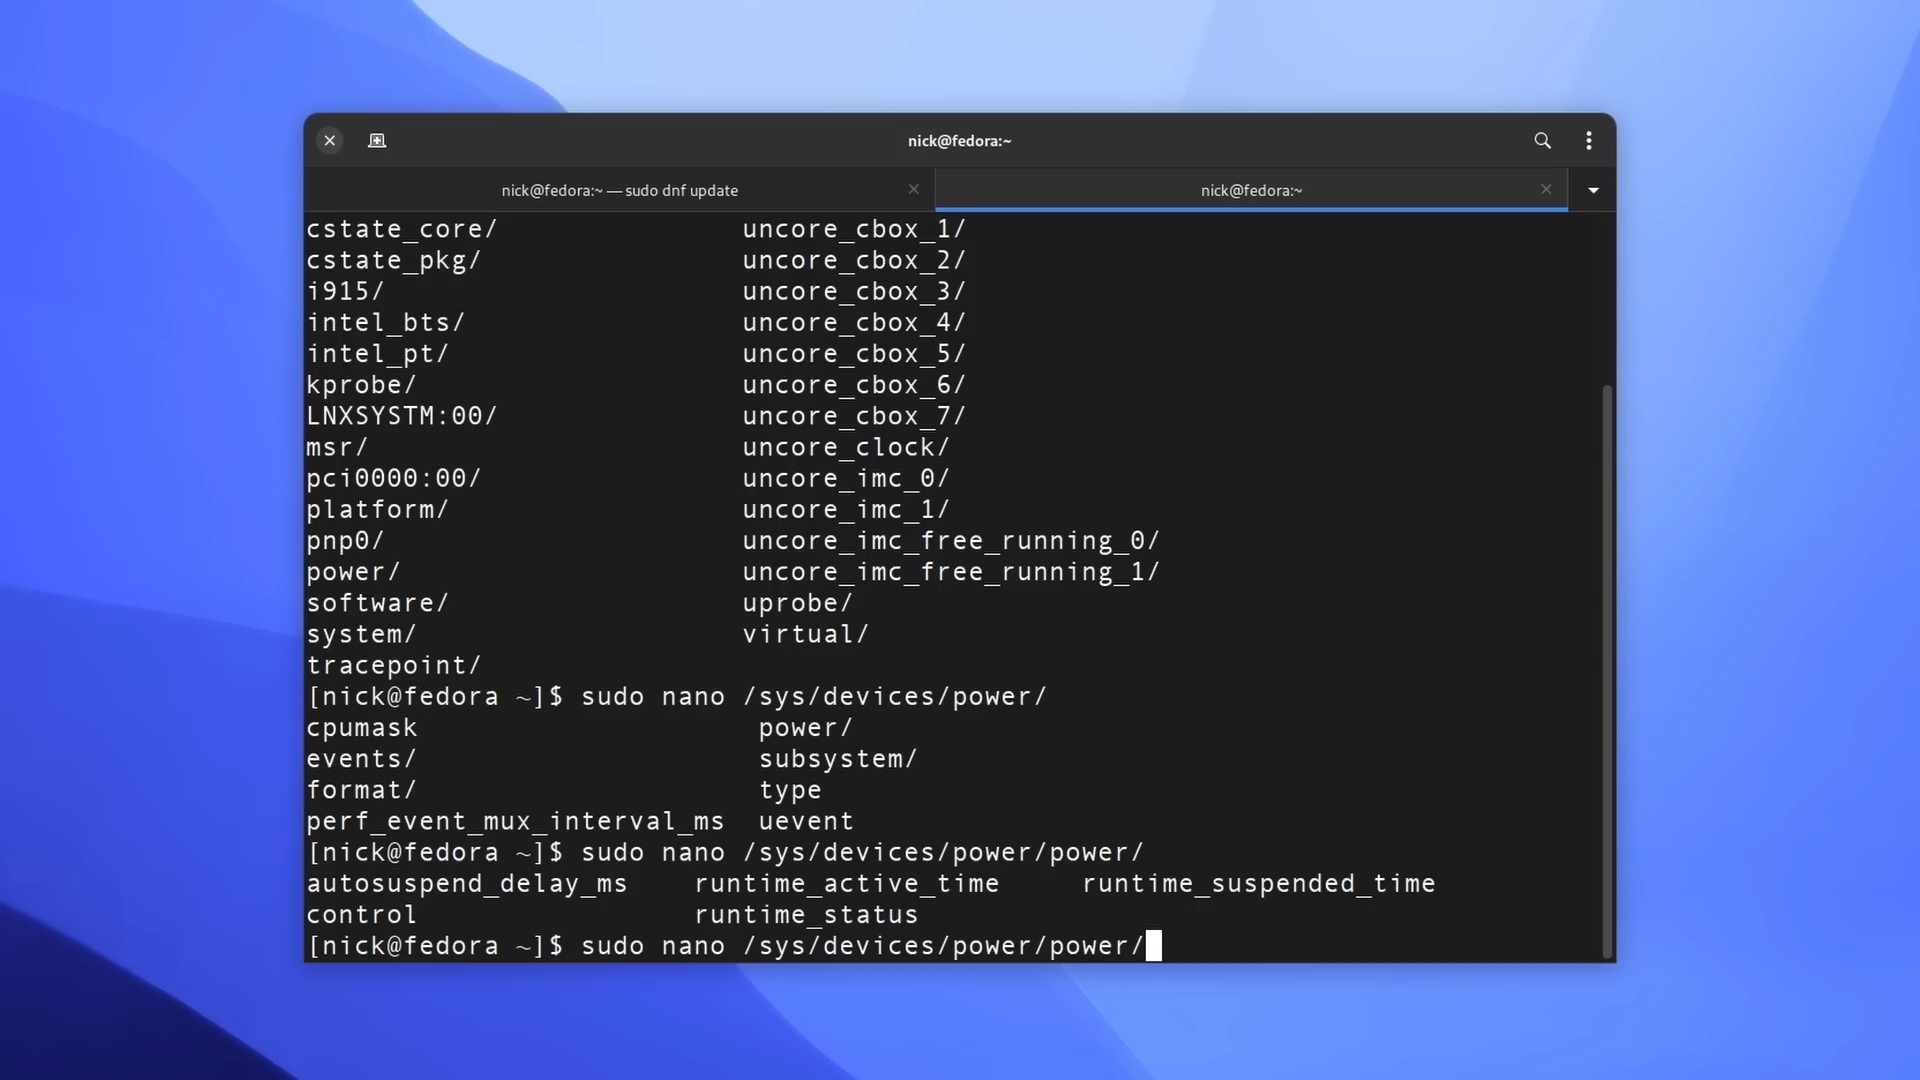 nick@fedora:~
nick@fedora:~ — sudo dnf update
nick@fedora:~
cstate_core/ uncore_cbox_1/
cstate_pkg/ uncore_cbox_2/
i915/ uncore_cbox_3/
intel_bts/ uncore_cbox_4/
intel_pt/ uncore_cbox_5/
kprobe/ uncore_cbox_6/
LNXSYSTM:00/ uncore_cbox_7/
msr/ uncore_clock/
pci0000:00/ uncore_imc_0/
platform/ uncore_imc_1/
pnp0/ uncore_imc_free_running_0/
power/ uncore_imc_free_running_1/
software/ uprobe/
system/ virtual/
tracepoint/
[nick@fedora ~]$ sudo nano /sys/devices/power/
cpumask power/
events/ subsystem/
format/ type
perf_event_mux_interval_ms uevent
[nick@fedora ~]$ sudo nano /sys/devices/power/power/
autosuspend_delay_ms runtime_active_time runtime_suspended_time
control runtime_status
[nick@fedora ~]$ sudo nano /sys/devices/power/power/